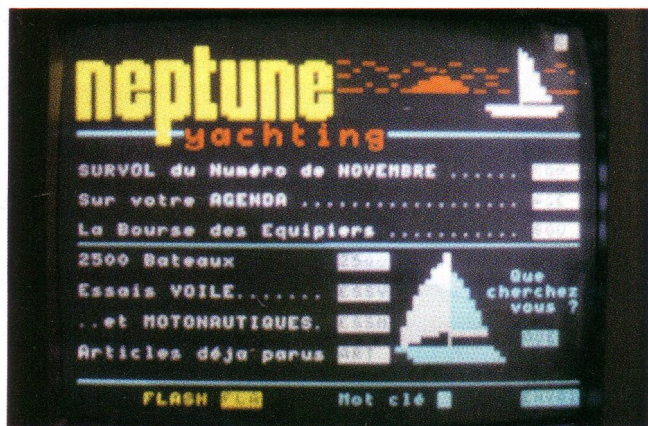 neptune
yachting
SURVOL du Numéro de NOVEMBRE ......
Sur votre AGENDA ..................
La Bourse des Equipiers ...........
2500 Bateaux
Essais VOILE.......
..et MOTONAUTIQUES.
Articles déja parus
Que
cherchez
vous ?
FLASH
Mot clé